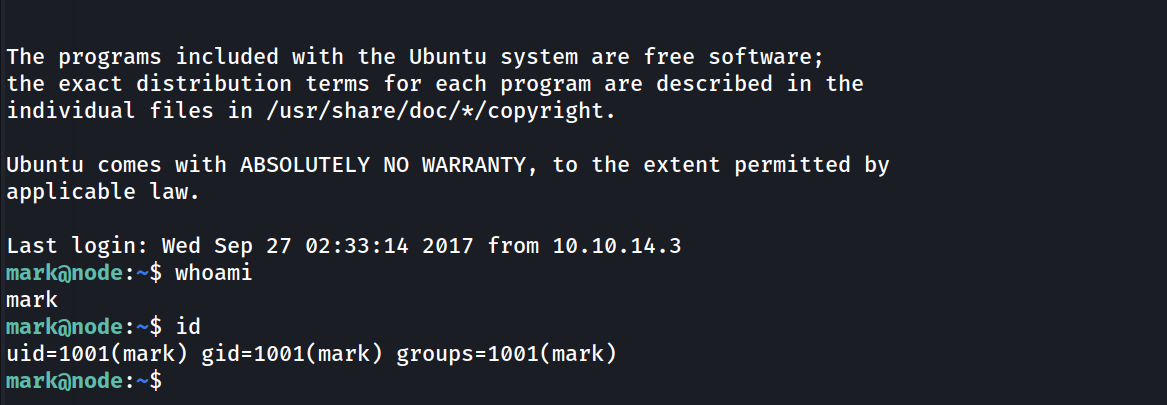 The programs included with the Ubuntu system are free software;
the exact distribution terms for each program are described in the
individual files in /usr/share/doc/*/copyright.
Ubuntu comes with ABSOLUTELY NO WARRANTY, to the extent permitted by
applicable law.
Last login: Wed Sep 27 02:33:14 2017 from 10.10.14.3
mark@node:~$ whoami
mark
mark@node:~$ id
uid=1001(mark) gid=1001(mark) groups=1001(mark)
mark@node:~$